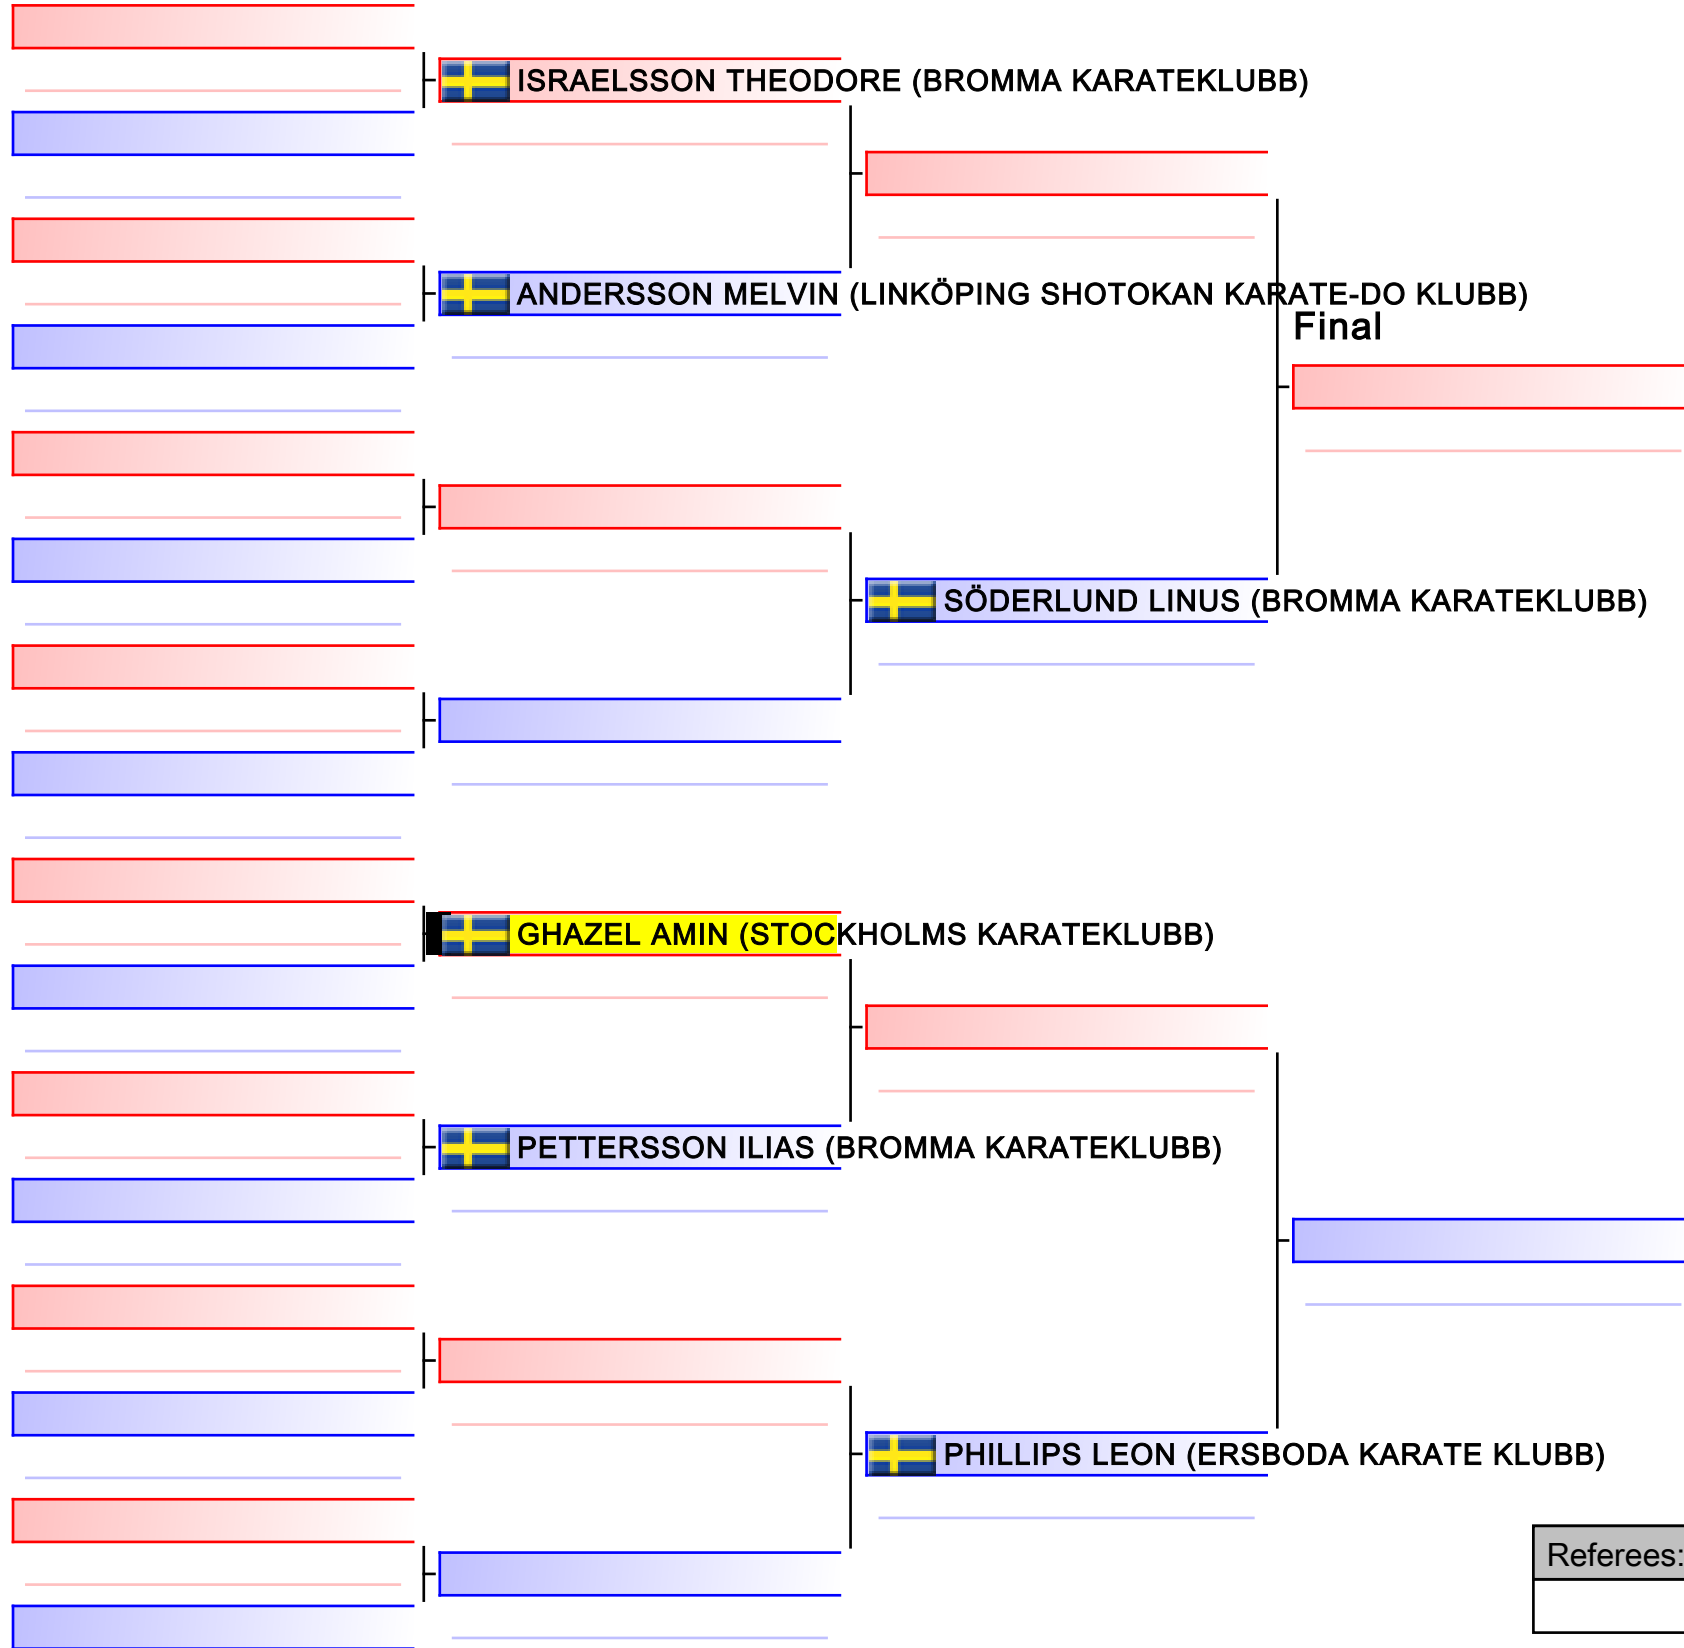 ISRAELSSON THEODORE (BROMMA KARATEKLUBB)
ANDERSSON MELVIN (LINKÖPING SHOTOKAN KARATE-DO KLUBB)
Final
SÖDERLUND LINUS (BROMMA KARATEKLUBB)
GHAZEL AMIN (STOCKHOLMS KARATEKLUBB)
PETTERSSON ILIAS (BROMMA KARATEKLUBB)
PHILLIPS LEON (ERSBODA KARATE KLUBB)
Referees: